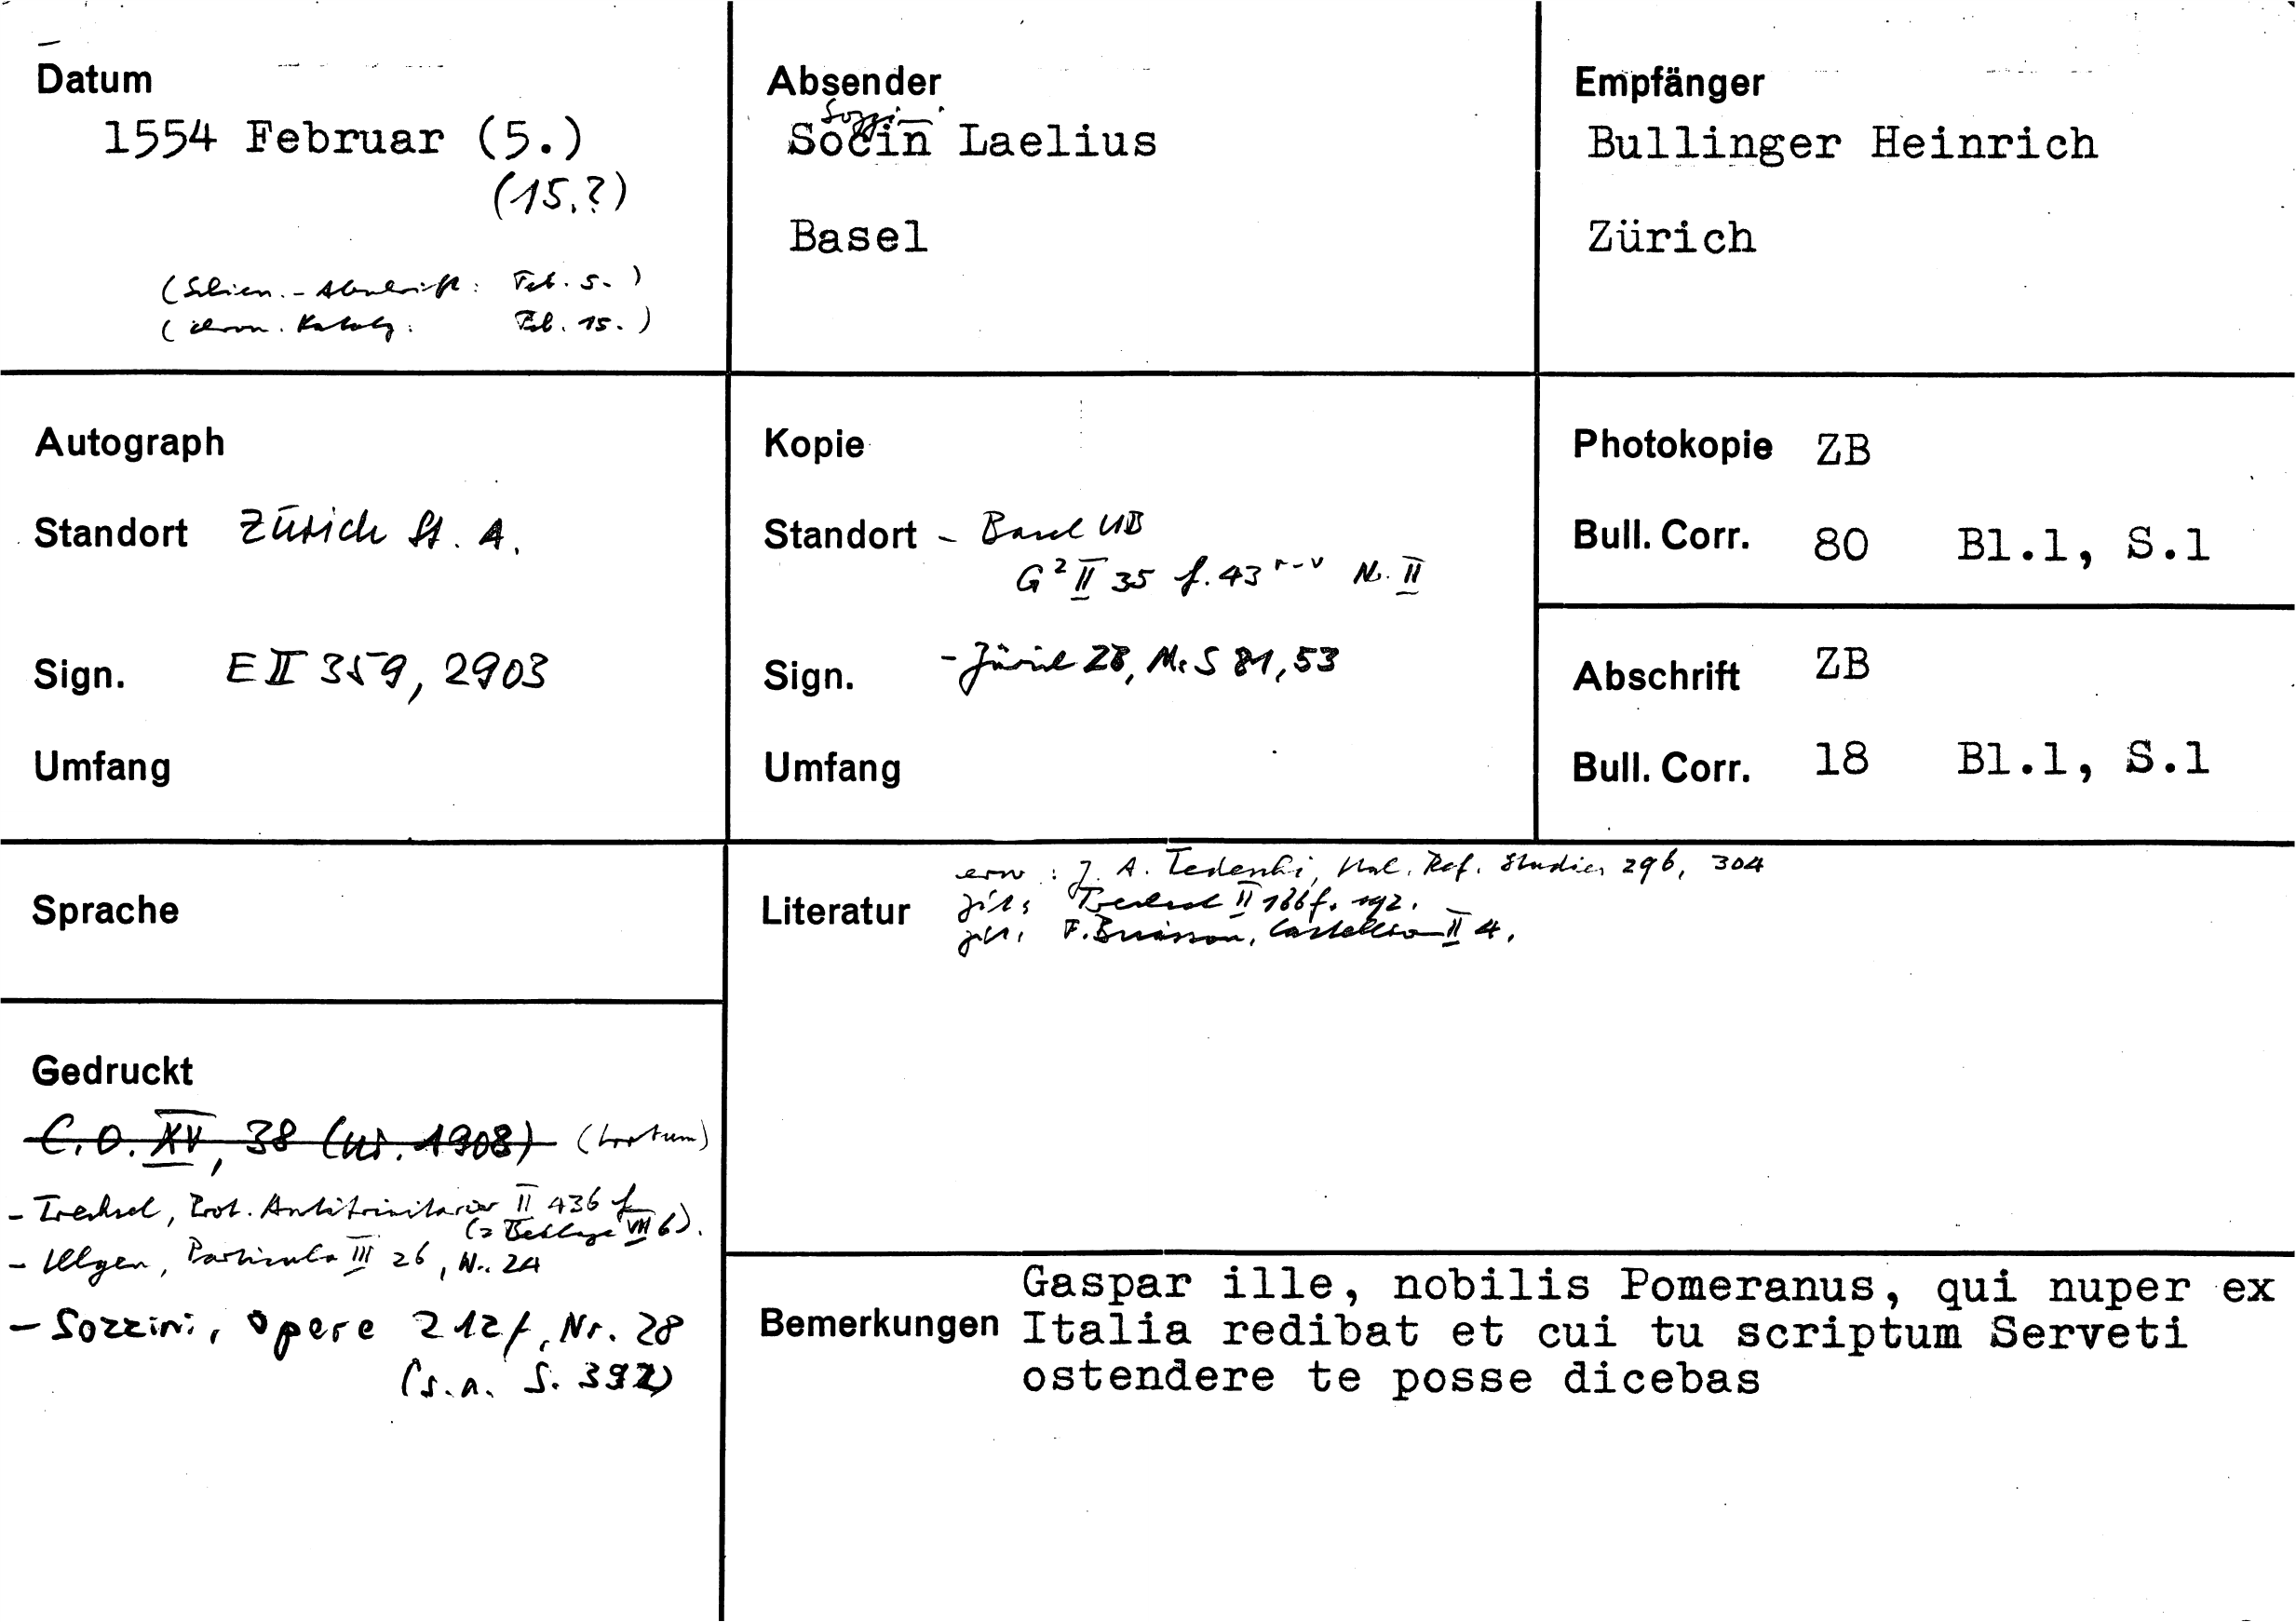 Datum
1554 Februar (5.)
(15.?)
(Schien.-Abschrift: Feb. 5.)
(chron. Katalog: Feb. 15.)
Absender
Sozzini
Socin Laelius
Basel
Empfänger
Bullinger Heinrich
Zürich
Autograph
Standort Zürich St. A.
Sign. E II 359, 2903
Umfang
Kopie
Standort - Basel UB
G² II 35 f. 43 r-v Nr. II
Sign. - Zürich ZB, Ms S 81, 53
Umfang
Photokopie ZB
Bull. Corr. 80 Bl.1, S.1
Abschrift ZB
Bull. Corr. 18 Bl.1, S.1
Sprache
Gedruckt
C.O. XV, 38 (Nr. 1908)
- Trechsel, Prot. Antitrinitarier II 436 f
(= Beilage VII 6).
- Illgen, Particula III 26, Nr. 24
- Sozzini, Opere 212f, Nr. 28
(s.a. S. 392)
Literatur
erw: J. A. Tedeschi, Ital. Ref. Studies 296, 304
zit: Trechsel II 166f. 192.
zit: F. Buisson, Castellio II 4.
Bemerkungen
Gaspar ille, nobilis Pomeranus, qui nuper ex
Italia redibat et cui tu scriptum Serveti
ostendere te posse dicebas